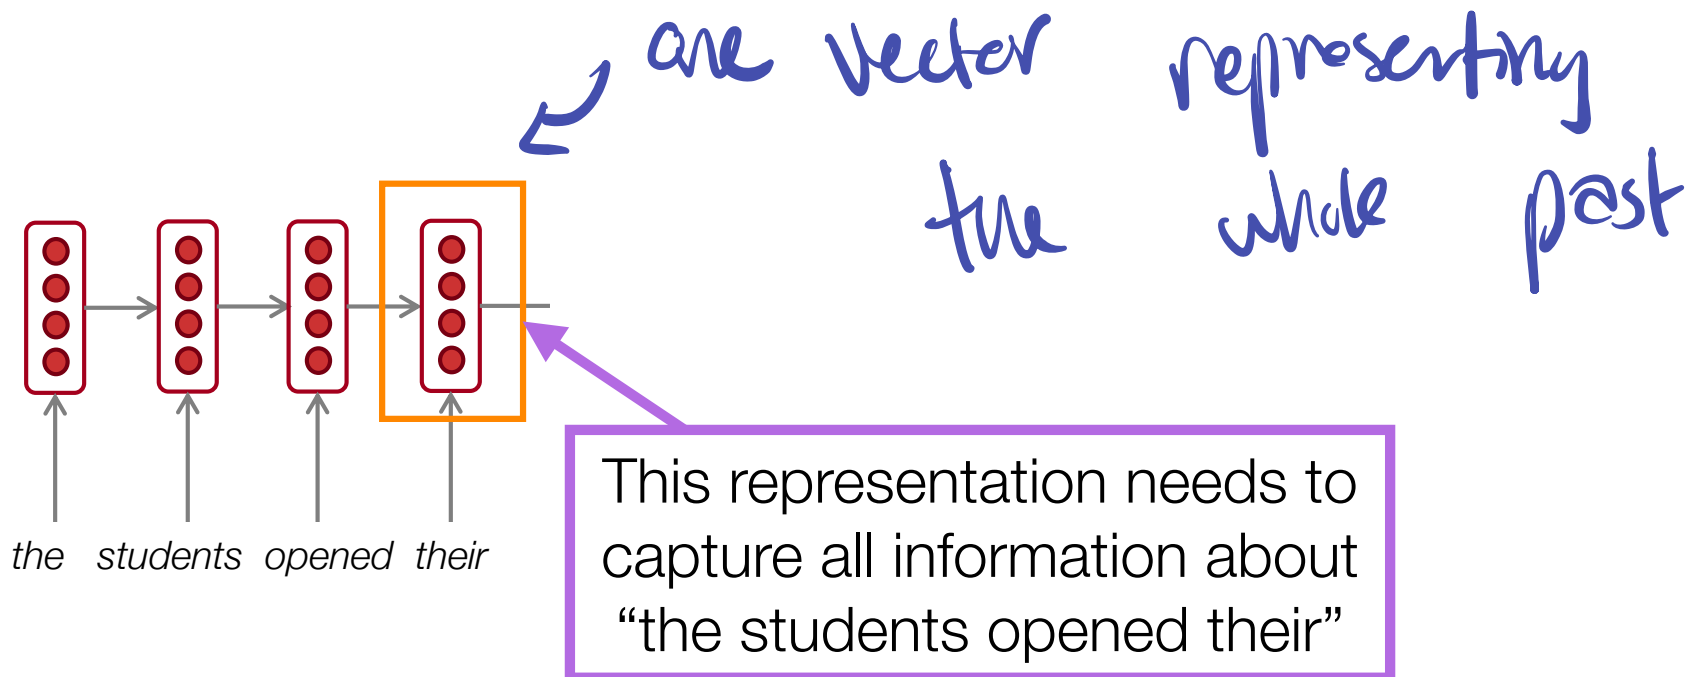 one vector representing
the whole past
the students opened their
This representation needs to
capture all information about
“the students opened their”